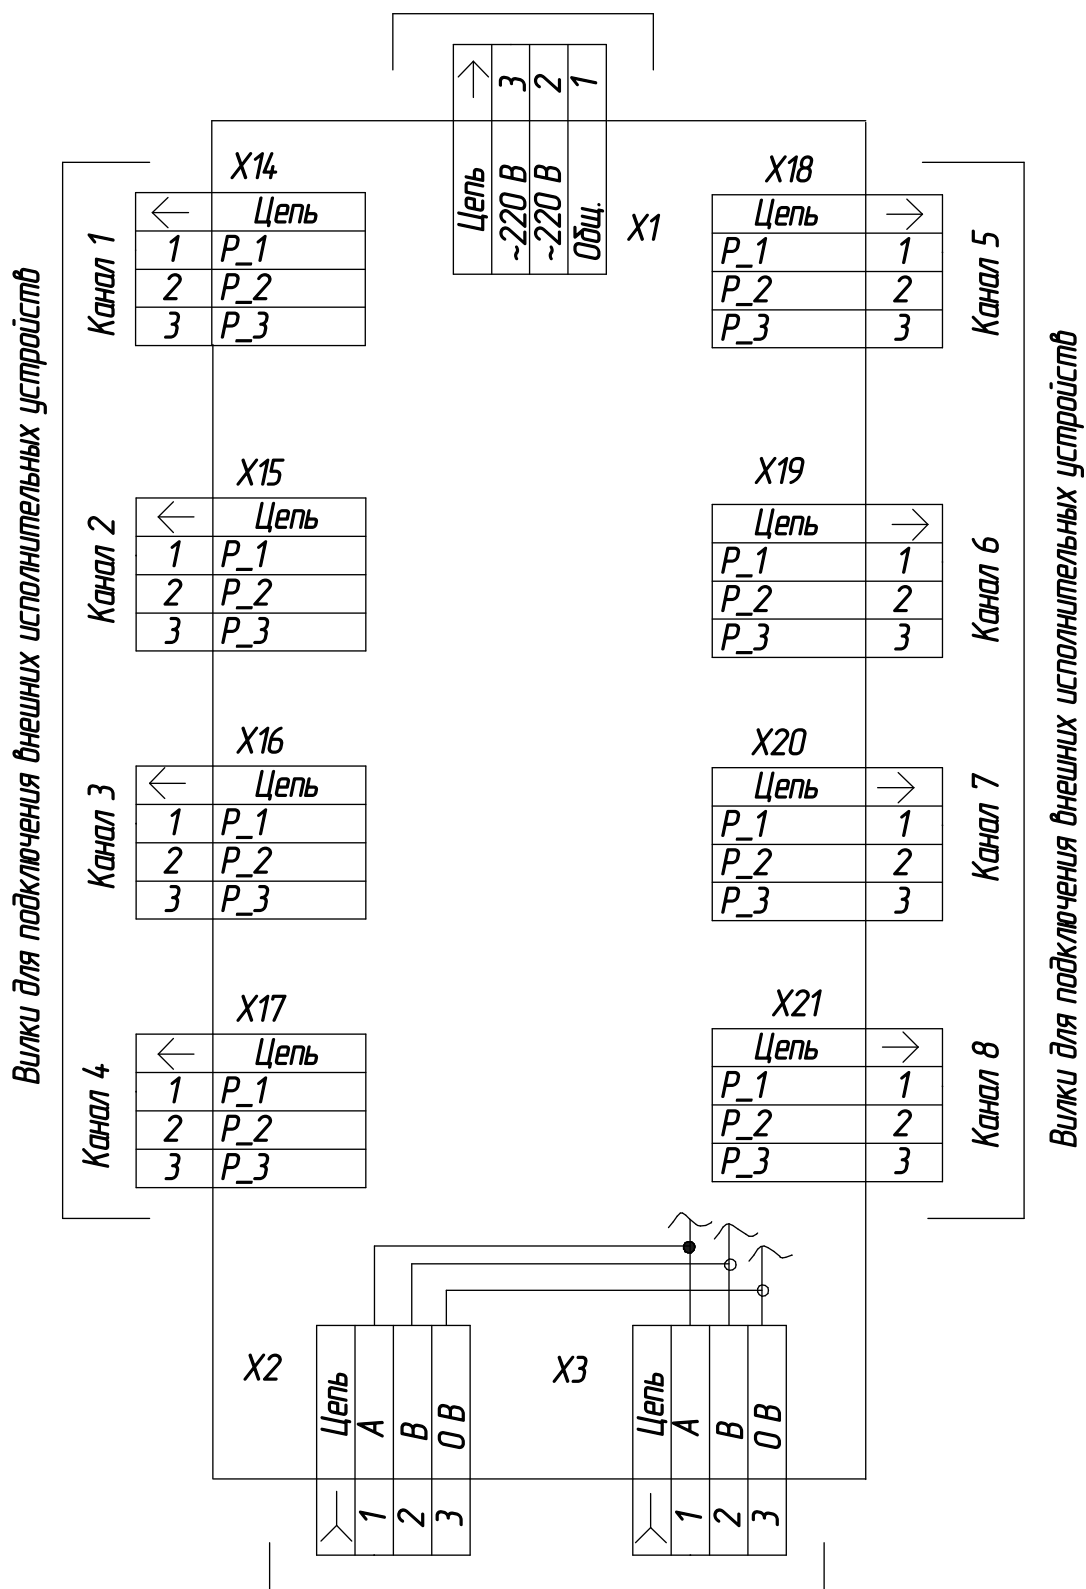 Цепь
3
2
1
~220 В
~220 В
Общ.
X1
X14
Цепь
1 P_1
2 P_2
3 P_3
Канал 1
X15
Цепь
1 P_1
2 P_2
3 P_3
Канал 2
X16
Цепь
1 P_1
2 P_2
3 P_3
Канал 3
X17
Цепь
1 P_1
2 P_2
3 P_3
Канал 4
Вилки для подключения внешних исполнительных устройств
X18
Цепь
P_1 1
P_2 2
P_3 3
Канал 5
X19
Цепь
P_1 1
P_2 2
P_3 3
Канал 6
X20
Цепь
P_1 1
P_2 2
P_3 3
Канал 7
X21
Цепь
P_1 1
P_2 2
P_3 3
Канал 8
Вилки для подключения внешних исполнительных устройств
X2
Цепь
1 A
2 B
3 0 В
X3
Цепь
1 A
2 B
3 0 В